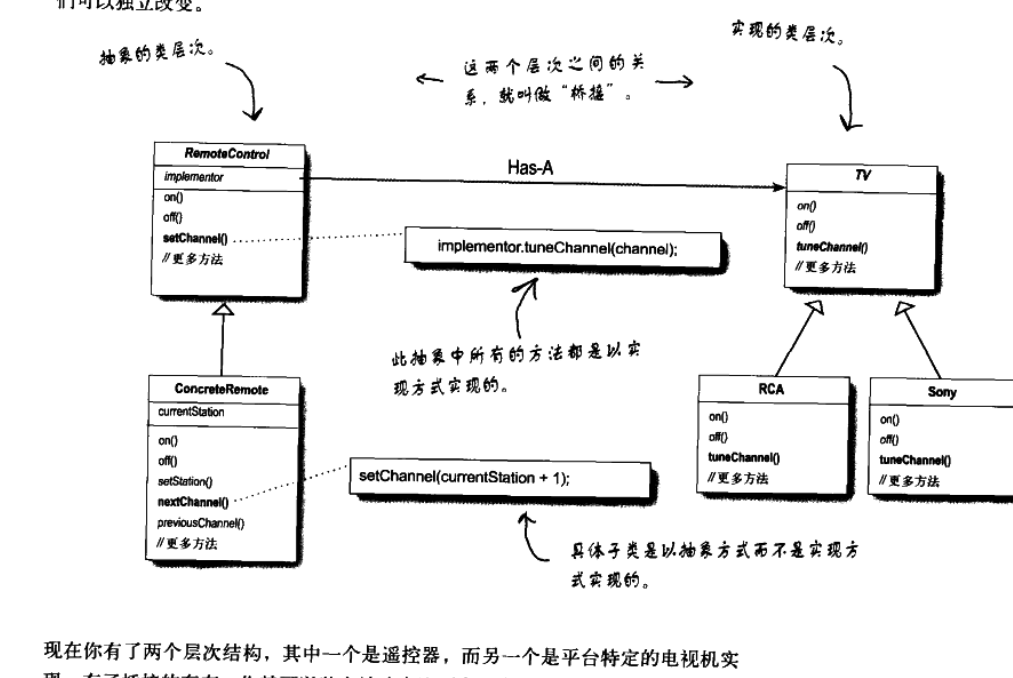 们可以独立改变。
抽象的类层次。
这两个层次之间的关
系，就叫做“桥接”。
实现的类层次。
RemoteControl
implementor
on()
off()
setChannel()
//更多方法
Has-A
implementor.tuneChannel(channel);
TV
on()
off()
tuneChannel()
//更多方法
此抽象中所有的方法都是以实
现方式实现的。
ConcreteRemote
currentStation
on()
off()
setStation()
nextChannel()
previousChannel()
//更多方法
setChannel(currentStation + 1);
RCA
on()
off()
tuneChannel()
//更多方法
Sony
on()
off()
tuneChannel()
//更多方法
具体子类是以抽象方式而不是实现方
式实现的。
现在你有了两个层次结构，其中一个是遥控器，而另一个是平台特定的电视机实